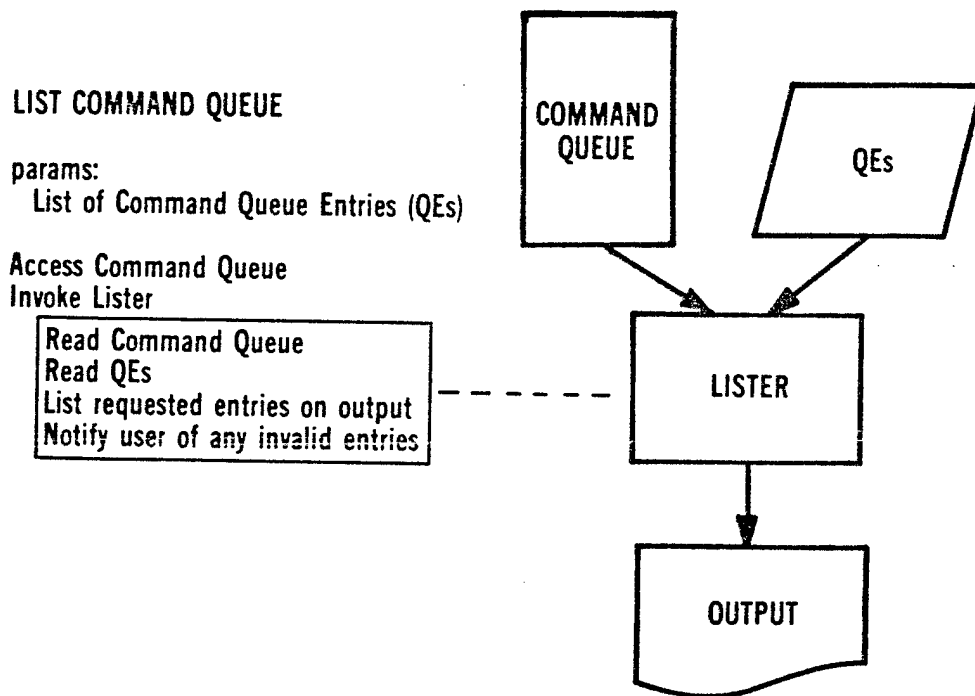 LIST COMMAND QUEUE
params:
List of Command Queue Entries (QEs)
Access Command Queue
Invoke Lister
Read Command Queue
Read QEs
List requested entries on output
Notify user of any invalid entries
COMMAND
QUEUE
QEs
LISTER
OUTPUT